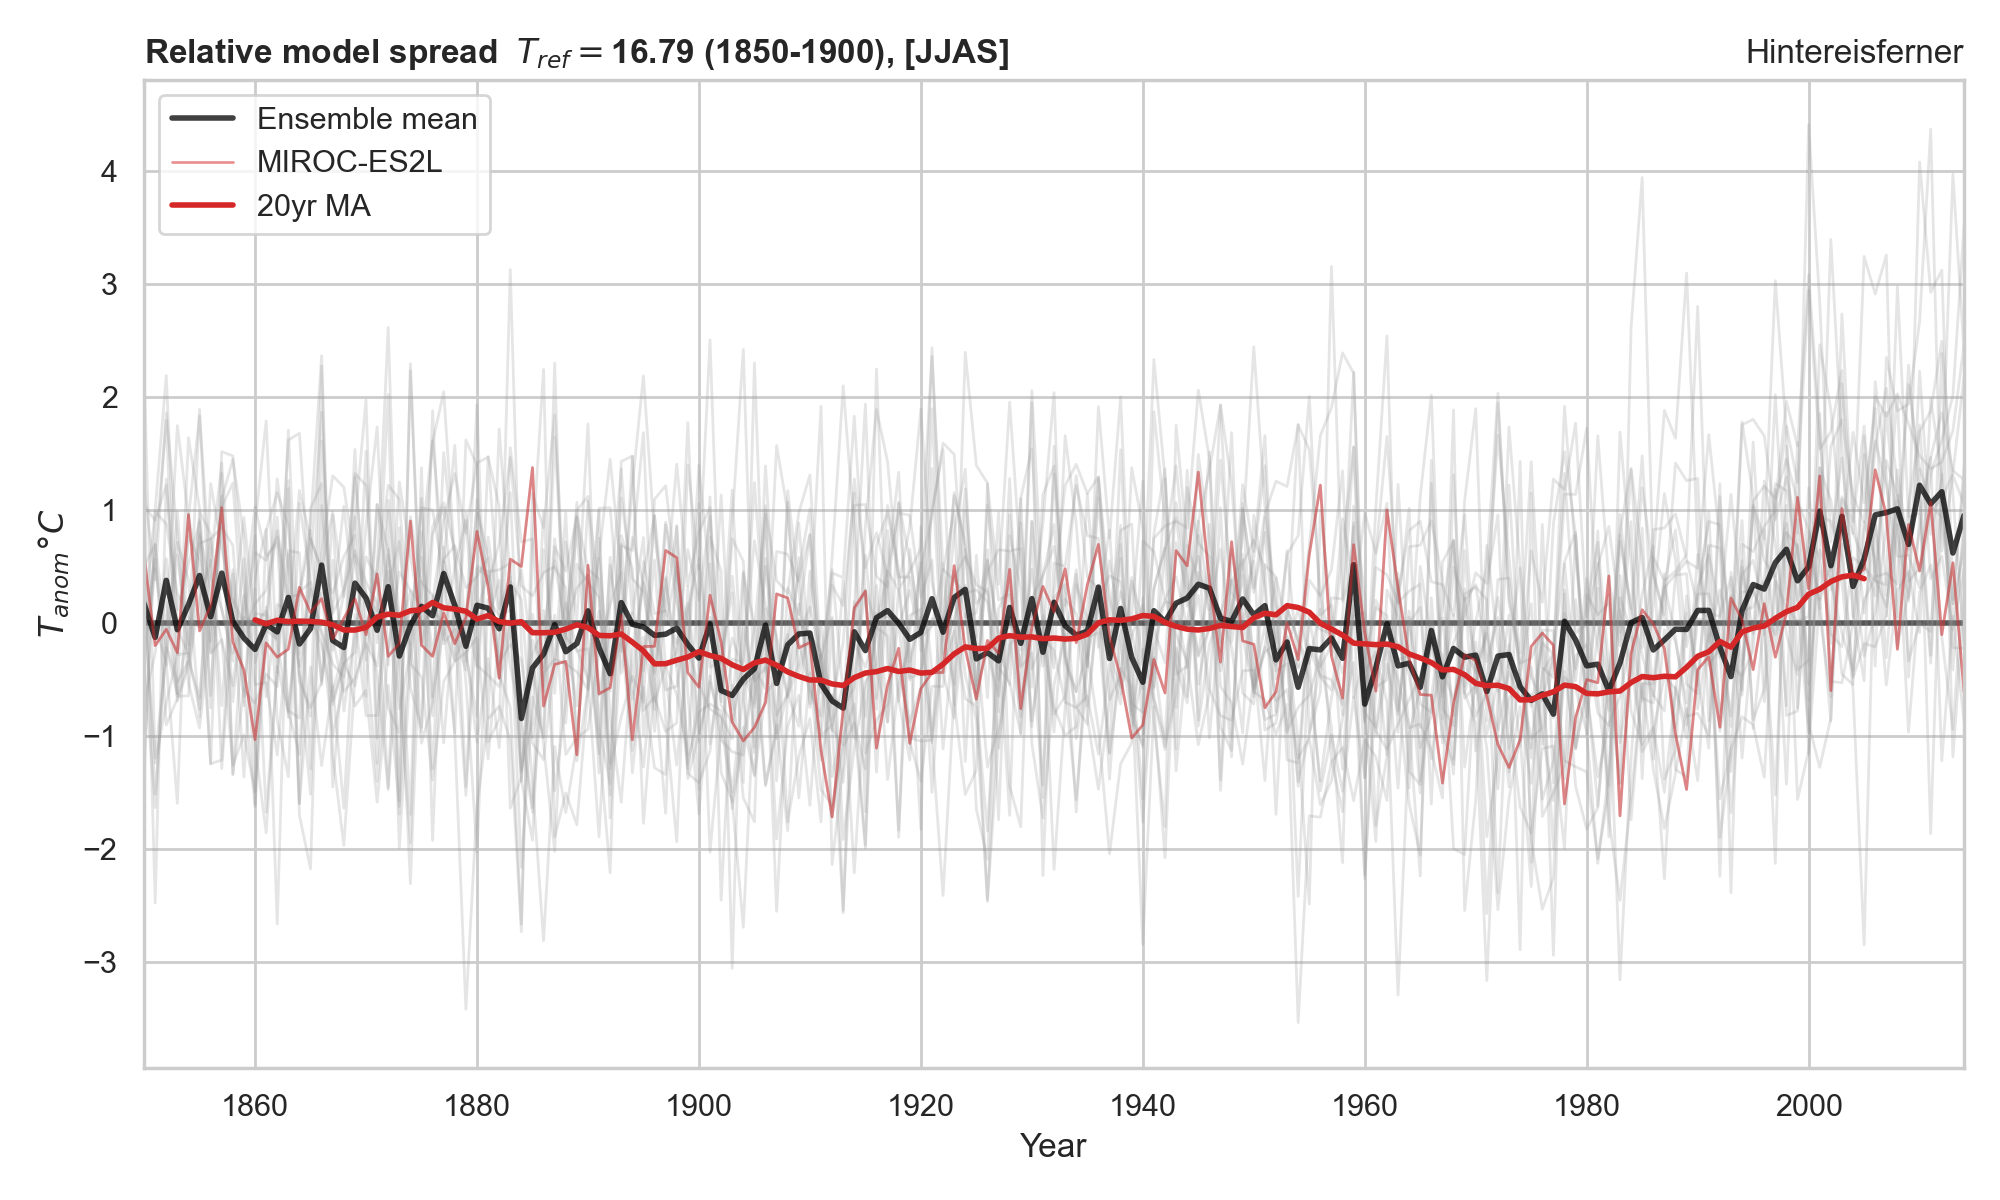 Relative model spread T_ref = 16.79 (1850-1900), [JJAS]
Hintereisferner
Ensemble mean
MIROC-ES2L
20yr MA
4
3
2
1
0
−1
−2
−3
T_anom °C
1860 1880 1900 1920 1940 1960 1980 2000
Year